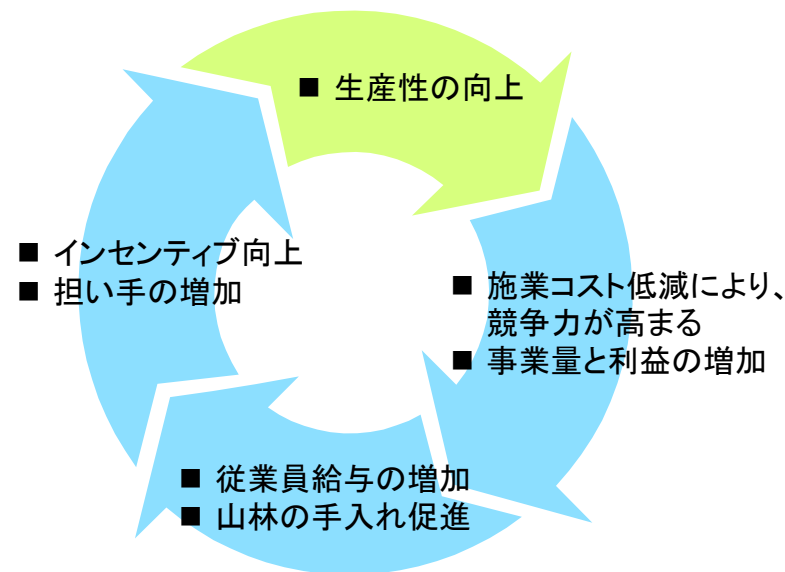 ■ 生産性の向上
■ 施業コスト低減により、
競争力が高まる
■ 事業量と利益の増加
■ 従業員給与の増加
■ 山林の手入れ促進
■ インセンティブ向上
■ 担い手の増加